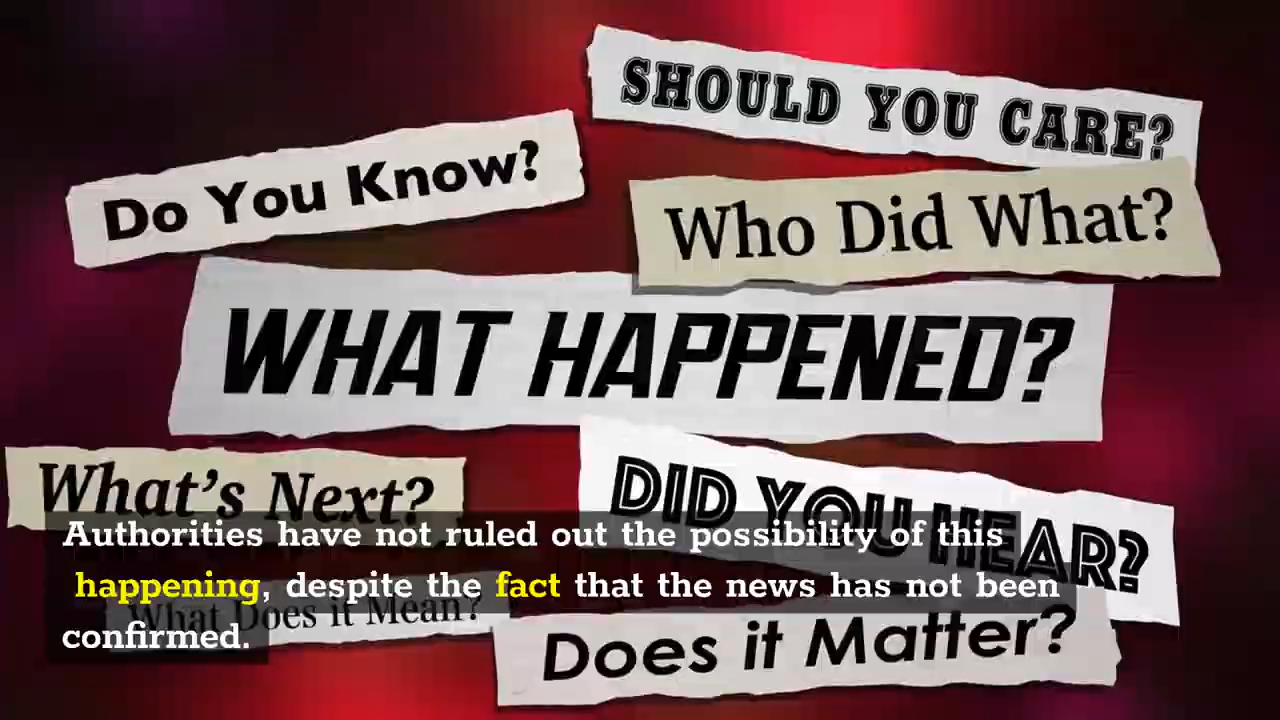 SHOULD YOU CARE?
Do You Know?
Who Did What?
WHAT HAPPENED?
What's Next?
DID YOU HEAR?
Authorities have not ruled out the possibility of this
happening, despite the fact that the news has not been
confirmed.
What Does it Mean?
Does it Matter?